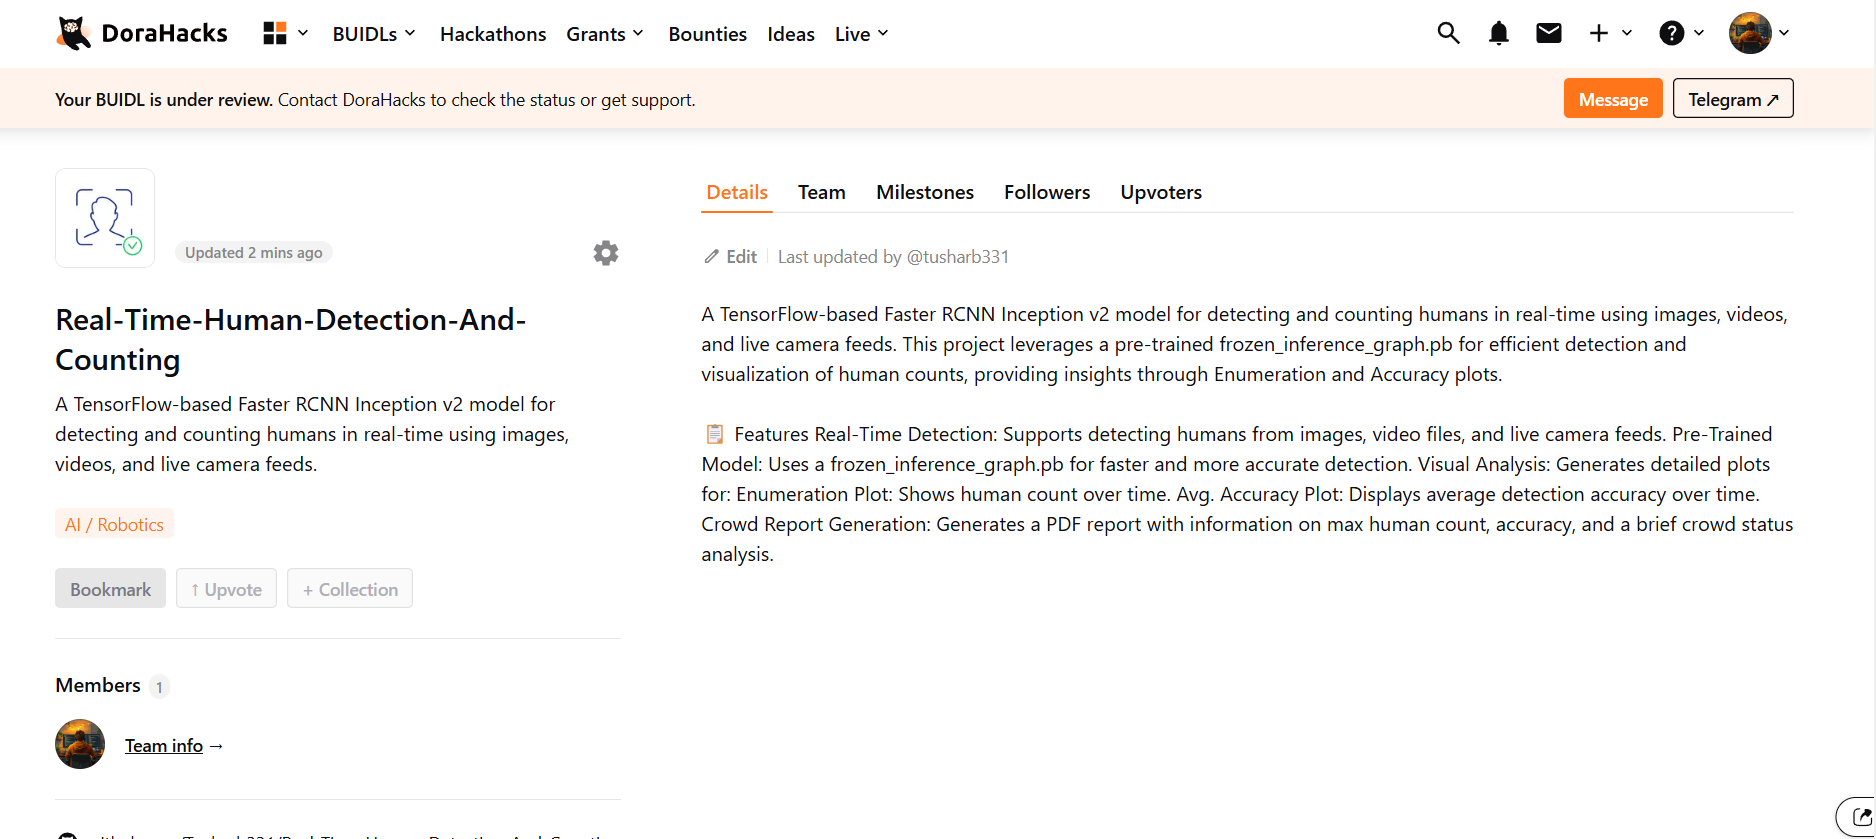 DoraHacks BUIDLs Hackathons Grants Bounties Ideas Live
Your BUIDL is under review. Contact DoraHacks to check the status or get support. Message Telegram ↗
Updated 2 mins ago
Real-Time-Human-Detection-And-
Counting
A TensorFlow-based Faster RCNN Inception v2 model for
detecting and counting humans in real-time using images,
videos, and live camera feeds.
AI / Robotics
Bookmark ↑ Upvote + Collection
Members 1
Team info →
Details Team Milestones Followers Upvoters
Edit Last updated by @tusharb331
A TensorFlow-based Faster RCNN Inception v2 model for detecting and counting humans in real-time using images, videos,
and live camera feeds. This project leverages a pre-trained frozen_inference_graph.pb for efficient detection and
visualization of human counts, providing insights through Enumeration and Accuracy plots.
📋 Features Real-Time Detection: Supports detecting humans from images, video files, and live camera feeds. Pre-Trained
Model: Uses a frozen_inference_graph.pb for faster and more accurate detection. Visual Analysis: Generates detailed plots
for: Enumeration Plot: Shows human count over time. Avg. Accuracy Plot: Displays average detection accuracy over time.
Crowd Report Generation: Generates a PDF report with information on max human count, accuracy, and a brief crowd status
analysis.